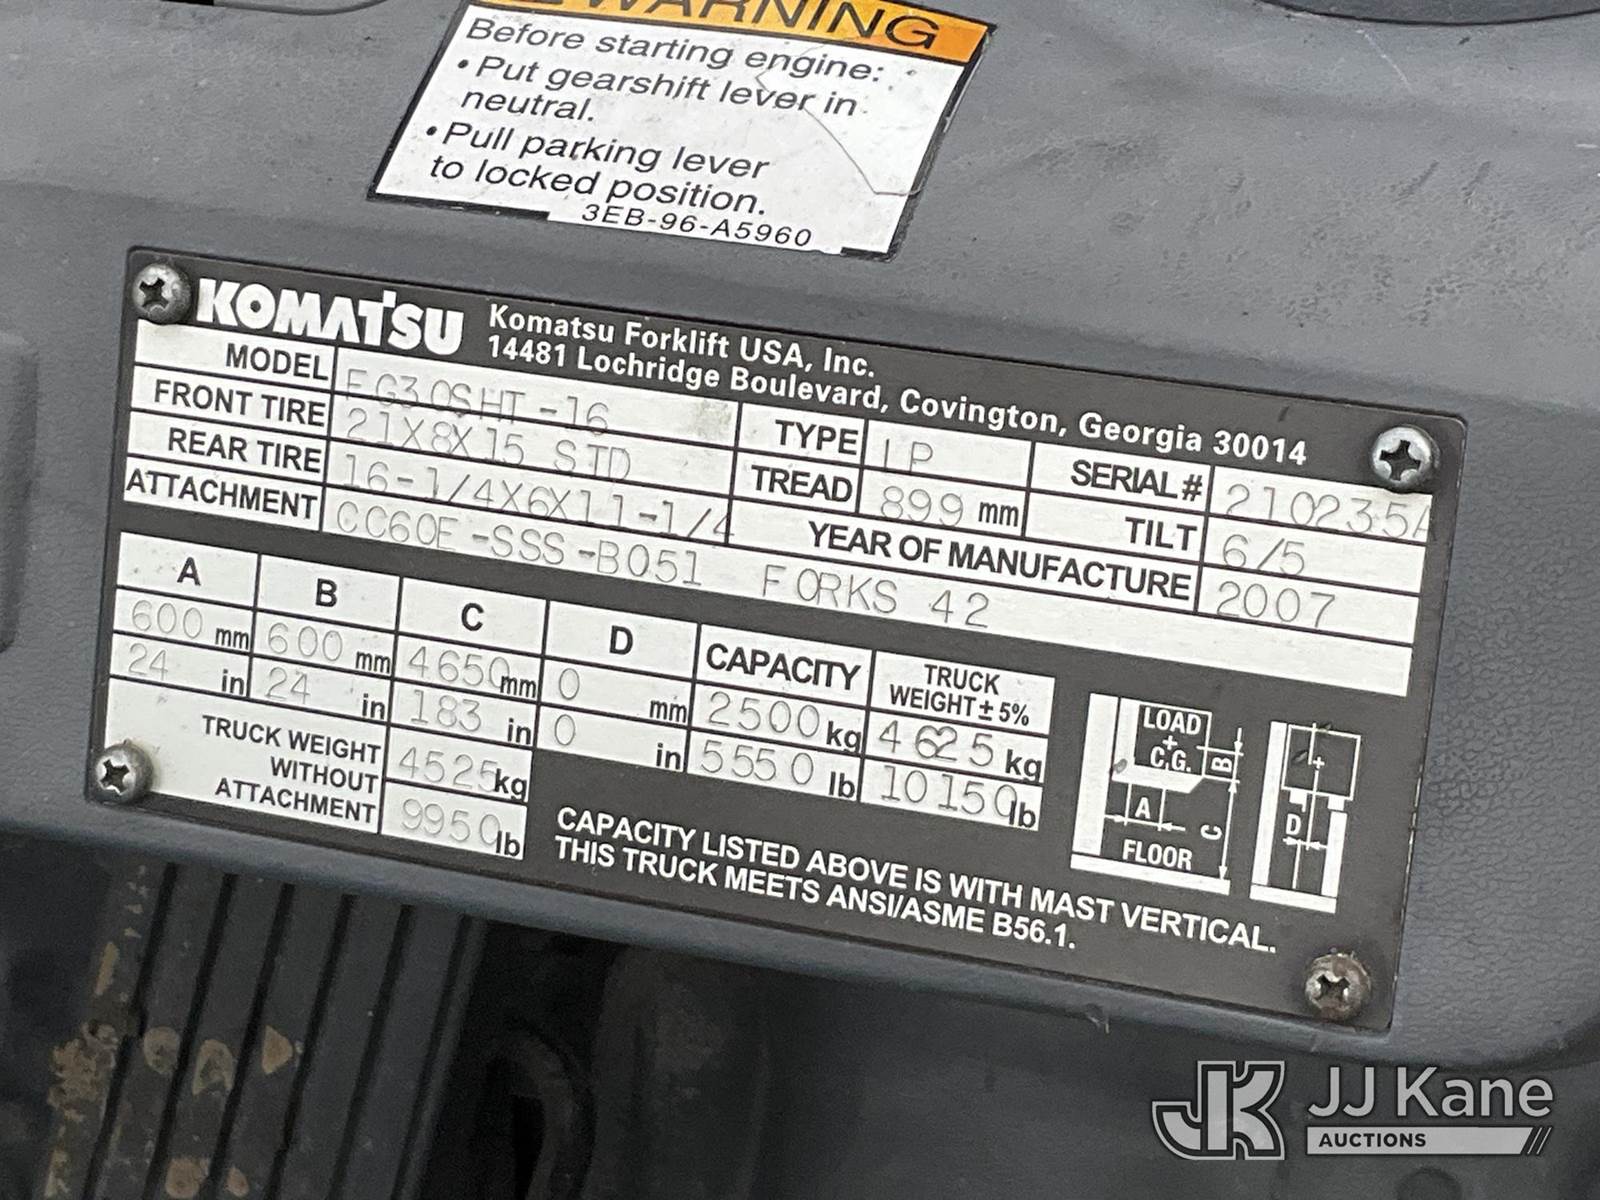 WARNING
Before starting engine:
• Put gearshift lever in
neutral.
• Pull parking lever
to locked position.
3EB-96-A5960
KOMATSU Komatsu Forklift USA, Inc.
14481 Lochridge Boulevard, Covington, Georgia 30014
MODEL FG30SHT-16 TYPE LP SERIAL# 210235A
FRONT TIRE 21X8X15 STD TREAD 899 mm TILT 6/5
REAR TIRE 16-1/4X6X11-1/4 YEAR OF MANUFACTURE 2007
ATTACHMENT CC60E-SSS-B051 FORKS 42
A B C D CAPACITY TRUCK
WEIGHT ± 5%
600 mm 600 mm 4650 mm 0 mm 2500 kg 4625 kg
24 in 24 in 183 in 0 in 5550 lb 10150 lb
TRUCK WEIGHT
WITHOUT
ATTACHMENT
4525 kg
9950 lb
LOAD
C.G.
B
A
C
FLOOR
D
CAPACITY LISTED ABOVE IS WITH MAST VERTICAL.
THIS TRUCK MEETS ANSI/ASME B56.1.
JK JJ Kane
AUCTIONS